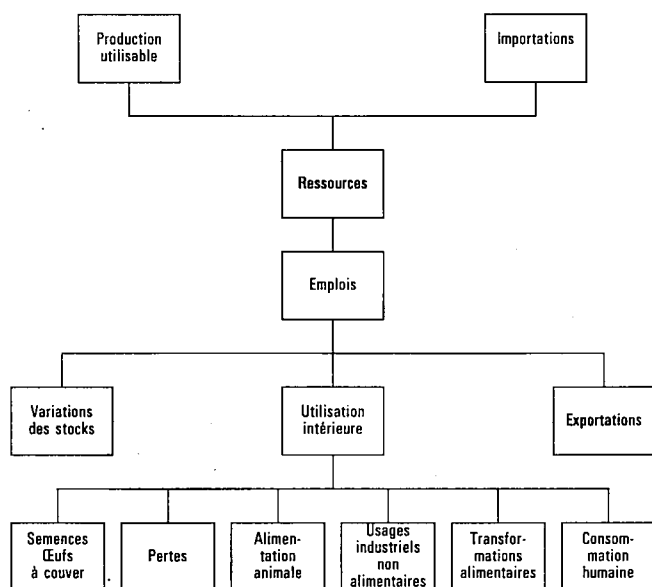 Production
utilisable
Importations
Ressources
Emplois
Variations
des stocks
Utilisation
intérieure
Exportations
Semences
Œufs
à couver
Pertes
Alimen-
tation
animale
Usages
industriels
non
alimentaires
Transfor-
mations
alimentaires
Consom-
mation
humaine